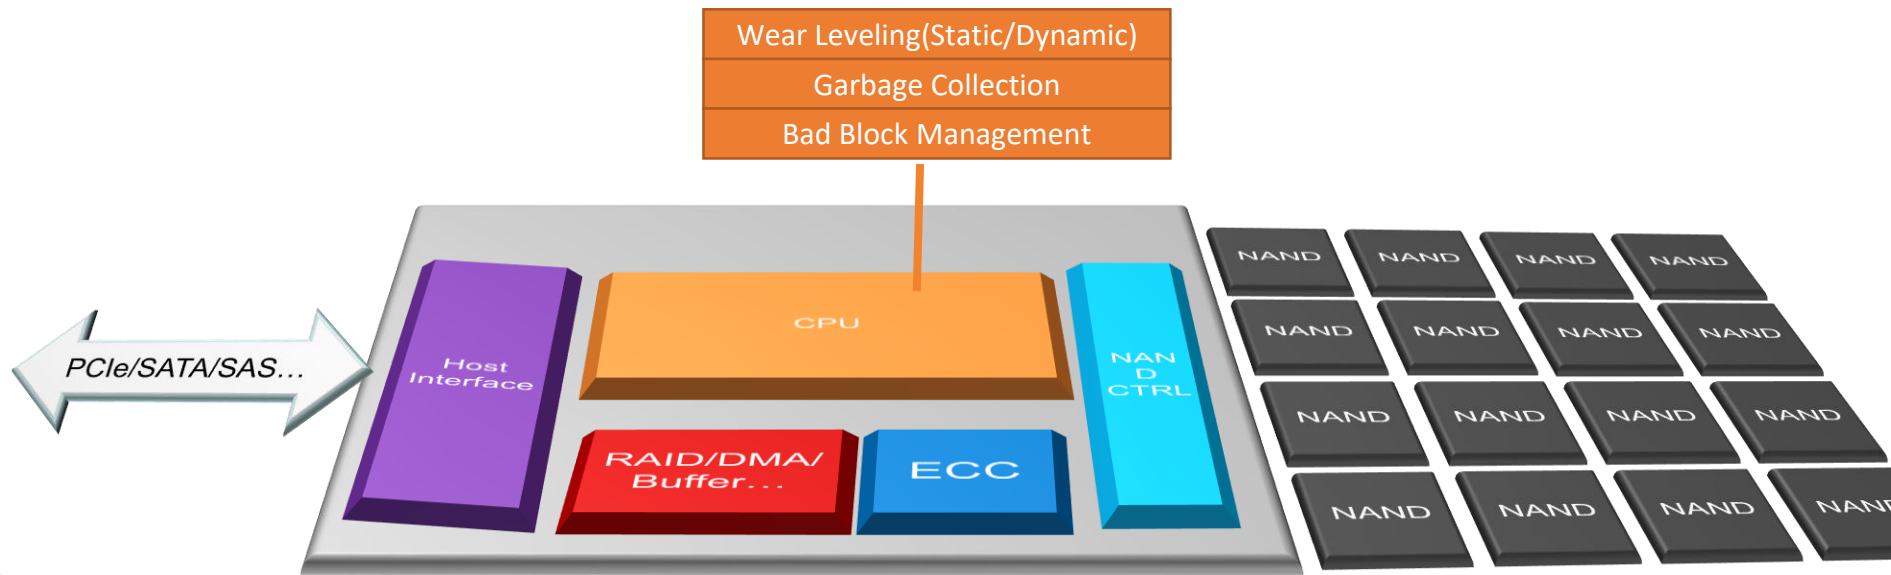 Wear Leveling(Static/Dynamic)
Garbage Collection
Bad Block Management
PCIe/SATA/SAS...
Host
Interface
CPU
NAN
D
CTRL
RAID/DMA/
Buffer...
ECC
NAND NAND NAND NAND
NAND NAND NAND NAND
NAND NAND NAND NAND
NAND NAND NAND NAN